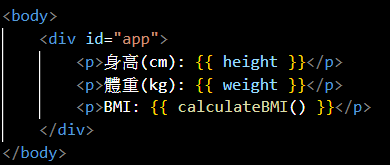 <body>
<div id="app">
<p>身高(cm): {{ height }}</p>
<p>體重(kg): {{ weight }}</p>
<p>BMI: {{ calculateBMI() }}</p>
</div>
</body>